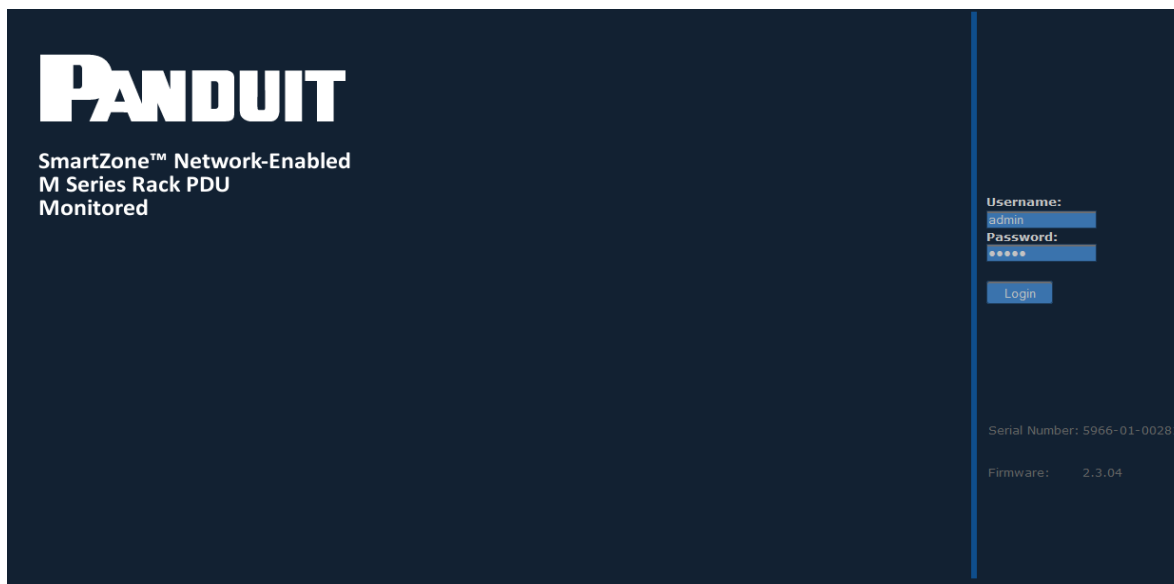 PANDUIT
SmartZone™ Network-Enabled
M Series Rack PDU
Monitored
Username:
admin
Password:
•••••
Login
Serial Number: 5966-01-0028
Firmware: 2.3.04